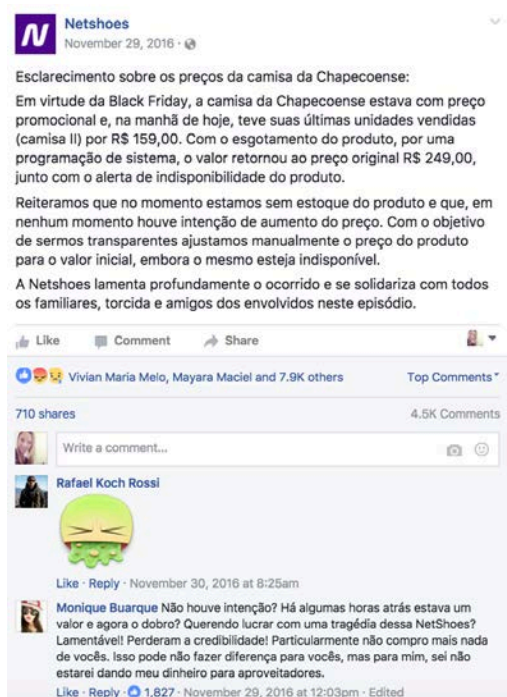 Netshoes
November 29, 2016 ·
Esclarecimento sobre os preços da camisa da Chapecoense:
Em virtude da Black Friday, a camisa da Chapecoense estava com preço
promocional e, na manhã de hoje, teve suas últimas unidades vendidas
(camisa II) por R$ 159,00. Com o esgotamento do produto, por uma
programação de sistema, o valor retornou ao preço original R$ 249,00,
junto com o alerta de indisponibilidade do produto.
Reiteramos que no momento estamos sem estoque do produto e que, em
nenhum momento houve intenção de aumento do preço. Com o objetivo
de sermos transparentes ajustamos manualmente o preço do produto
para o valor inicial, embora o mesmo esteja indisponível.
A Netshoes lamenta profundamente o ocorrido e se solidariza com todos
os familiares, torcida e amigos dos envolvidos neste episódio.
Like Comment Share
Vivian Maria Melo, Mayara Maciel and 7.9K others Top Comments
710 shares 4.5K Comments
Write a comment...
Rafael Koch Rossi
Like · Reply · November 30, 2016 at 8:25am
Monique Buarque Não houve intenção? Há algumas horas atrás estava um
valor e agora o dobro? Querendo lucrar com uma tragédia dessa NetShoes?
Lamentável! Perderam a credibilidade! Particularmente não compro mais nada
de vocês. Isso pode não fazer diferença para vocês, mas para mim, sei não
estarei dando meu dinheiro para aproveitadores.
Like · Reply · 1,827 · November 29, 2016 at 12:03pm · Edited